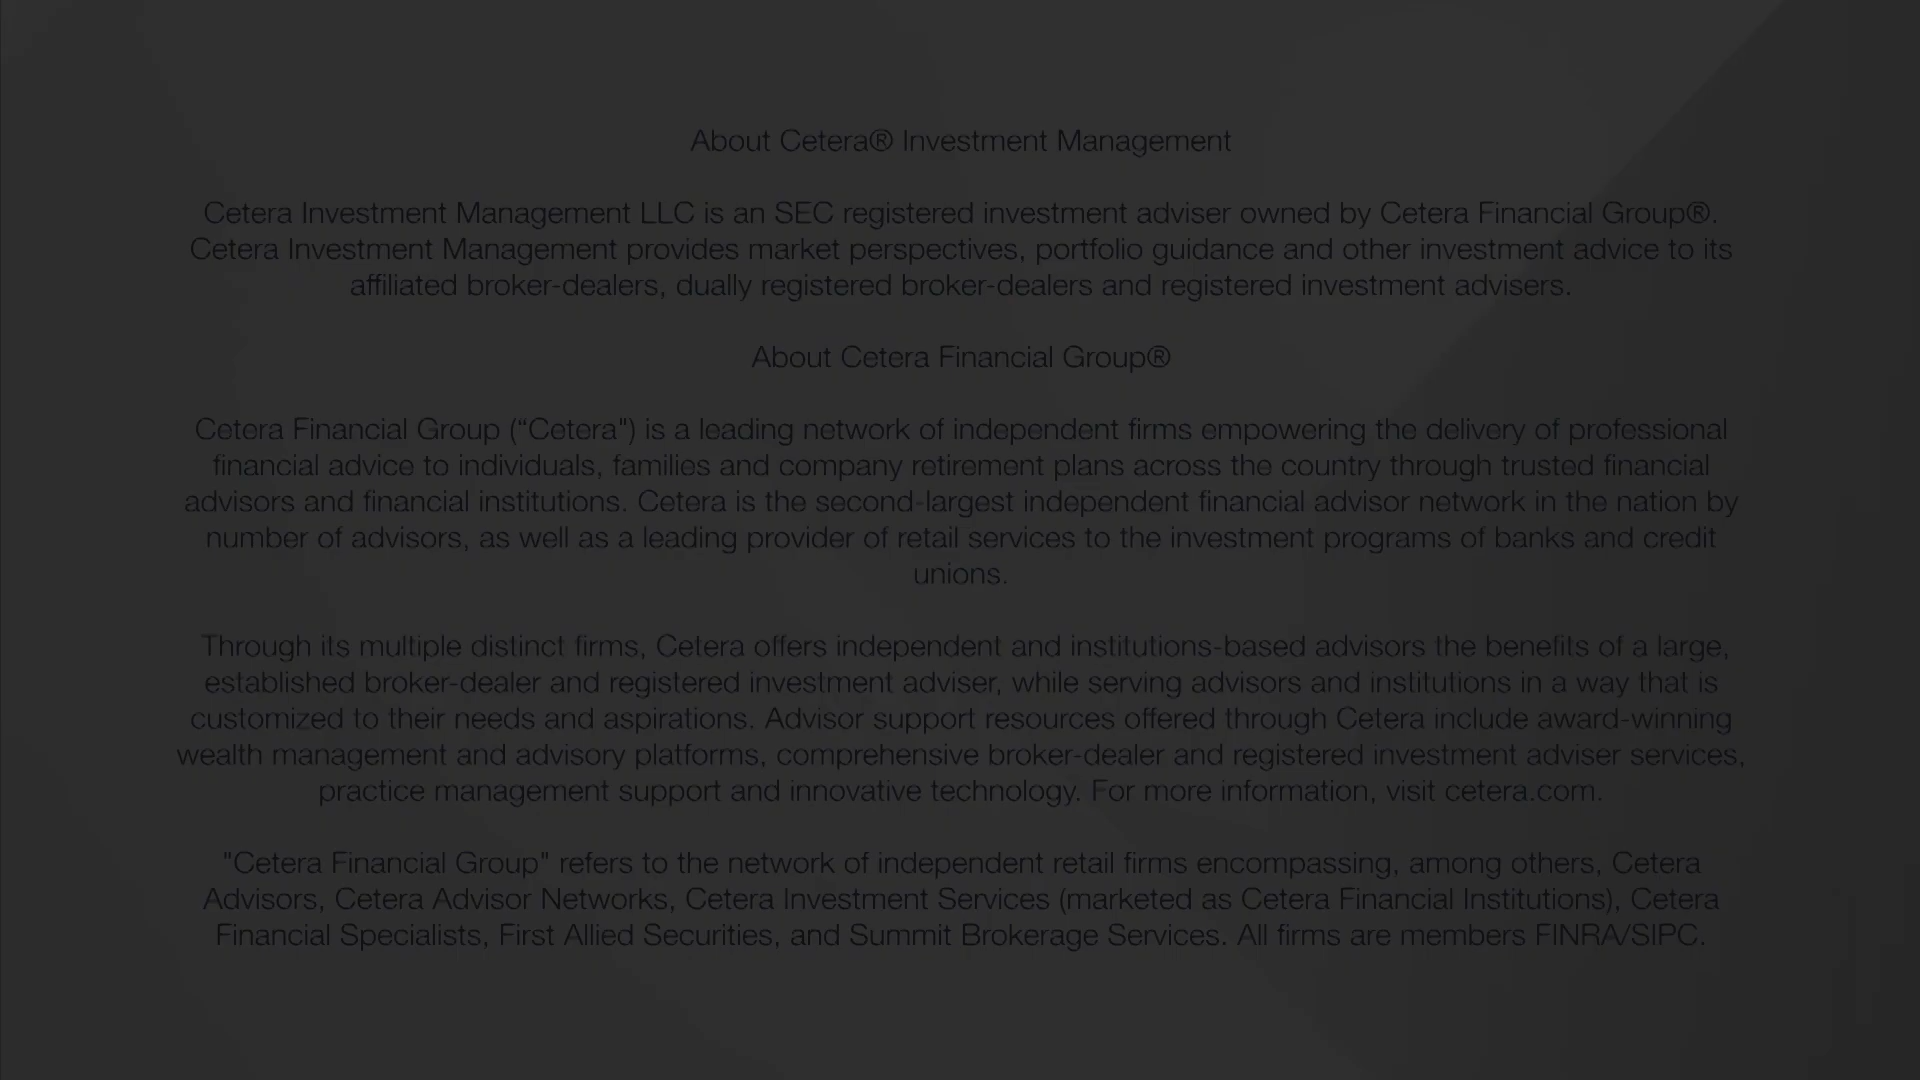 About Cetera® Investment Management
Cetera Investment Management LLC is an SEC registered investment adviser owned by Cetera Financial Group®.
Cetera Investment Management provides market perspectives, portfolio guidance and other investment advice to its
affiliated broker-dealers, dually registered broker-dealers and registered investment advisers.
About Cetera Financial Group®
Cetera Financial Group (“Cetera") is a leading network of independent firms empowering the delivery of professional
financial advice to individuals, families and company retirement plans across the country through trusted financial
advisors and financial institutions. Cetera is the second-largest independent financial advisor network in the nation by
number of advisors, as well as a leading provider of retail services to the investment programs of banks and credit
unions.
Through its multiple distinct firms, Cetera offers independent and institutions-based advisors the benefits of a large,
established broker-dealer and registered investment adviser, while serving advisors and institutions in a way that is
customized to their needs and aspirations. Advisor support resources offered through Cetera include award-winning
wealth management and advisory platforms, comprehensive broker-dealer and registered investment adviser services,
practice management support and innovative technology. For more information, visit cetera.com.
"Cetera Financial Group" refers to the network of independent retail firms encompassing, among others, Cetera
Advisors, Cetera Advisor Networks, Cetera Investment Services (marketed as Cetera Financial Institutions), Cetera
Financial Specialists, First Allied Securities, and Summit Brokerage Services. All firms are members FINRA/SIPC.